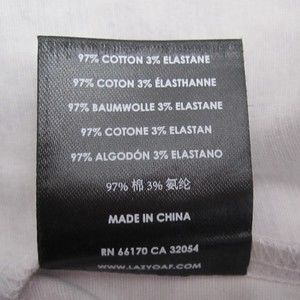 97% COTTON 3% ELASTANE
97% COTON 3% ÉLASTHANNE
97% BAUMWOLLE 3% ELASTANE
97% COTONE 3% ELASTAN
97% ALGODÓN 3% ELASTANO
97% 棉 3% 氨纶
MADE IN CHINA
RN 66170 CA 32054
WWW.LAZYOAF.COM